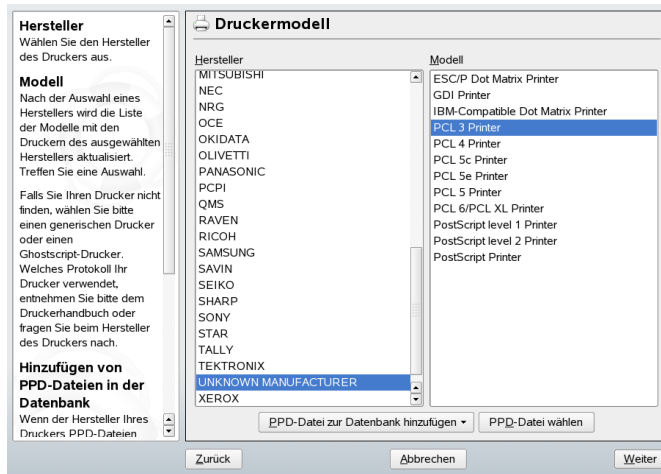 Hersteller
Wählen Sie den Hersteller
des Druckers aus.
Modell
Nach der Auswahl eines
Herstellers wird die Liste
der Modelle mit den
Druckern des ausgewählten
Herstellers aktualisiert.
Treffen Sie eine Auswahl.
Falls Sie Ihren Drucker nicht
finden, wählen Sie bitte
einen generischen Drucker
oder einen
Ghostscript-Drucker.
Welches Protokoll Ihr
Drucker verwendet,
entnehmen Sie bitte dem
Druckerhandbuch oder
fragen Sie beim Hersteller
des Druckers nach.
Hinzufügen von
PPD-Dateien in der
Datenbank
Wenn der Hersteller Ihres
Druckers PPD-Dateien
Druckermodell
Hersteller
MITSUBISHI
NEC
NRG
OCE
OKIDATA
OLIVETTI
PANASONIC
PCPI
QMS
RAVEN
RICOH
SAMSUNG
SAVIN
SEIKO
SHARP
SONY
STAR
TALLY
TEKTRONIX
UNKNOWN MANUFACTURER
XEROX
Modell
ESC/P Dot Matrix Printer
GDI Printer
IBM-Compatible Dot Matrix Printer
PCL 3 Printer
PCL 4 Printer
PCL 5c Printer
PCL 5e Printer
PCL 5 Printer
PCL 6/PCL XL Printer
PostScript level 1 Printer
PostScript level 2 Printer
PostScript Printer
PPD-Datei zur Datenbank hinzufügen
PPD-Datei wählen
Zurück
Abbrechen
Weiter